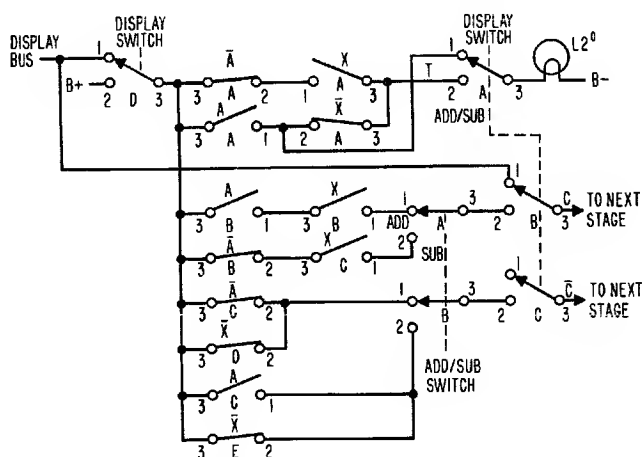 DISPLAY SWITCH
DISPLAY SWITCH
DISPLAY BUS
1
1
L2⁰
B+
2
D
3
Ā
3 A 2
X
1 A 3
T
2
A
3
B-
A
3 A 1
X̄
2 A 3
ADD/SUB
A
3 B 1
X
3 B 1
1
ADD
A
3
2
1
B
C
3
TO NEXT STAGE
Ā
3 B 2
X
3 C 1
2
SUB
Ā
3 C 2
1
B
3
2
1
C
C̄
3
TO NEXT STAGE
X̄
3 D 2
2
ADD/SUB SWITCH
A
3 C 1
X̄
3 E 2